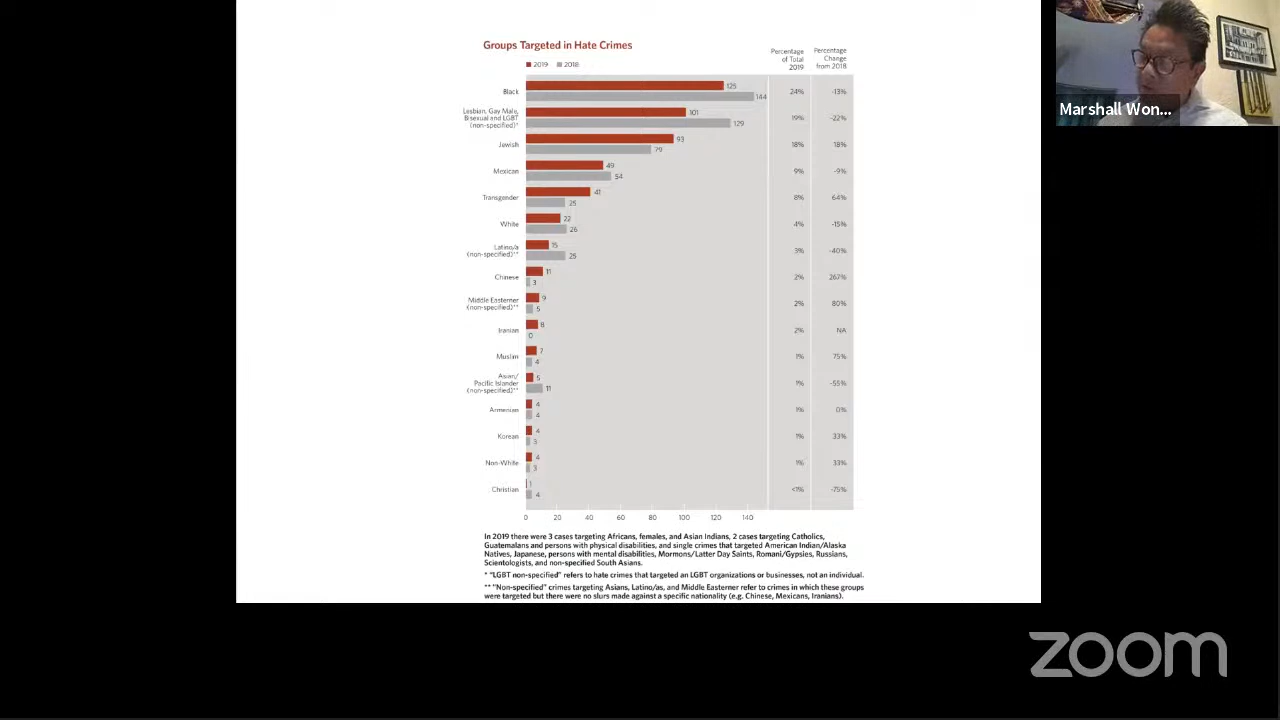 Groups Targeted in Hate Crimes
2019 2018
Percentage
of Total
2019
Percentage
Change
from 2018
Black 125 144 24% -13%
Lesbian, Gay Male,
Bisexual and LGBT
(non-specified)* 101 129 19% -22%
Jewish 93 79 18% 18%
Mexican 49 54 9% -9%
Transgender 41 25 8% 64%
White 22 26 4% -15%
Latino/a
(non-specified)** 15 25 3% -40%
Chinese 11 3 2% 267%
Middle Easterner
(non-specified)** 9 5 2% 80%
Iranian 8 0 2% NA
Muslim 7 4 1% 75%
Asian/
Pacific Islander
(non-specified)** 5 11 1% -55%
Armenian 4 4 1% 0%
Korean 4 3 1% 33%
Non-White 4 3 1% 33%
Christian 1 4 <1% -75%
0 20 40 60 80 100 120 140
In 2019 there were 3 cases targeting Africans, females, and Asian Indians, 2 cases targeting Catholics,
Guatemalans and persons with physical disabilities, and single crimes that targeted American Indian/Alaska
Natives, Japanese, persons with mental disabilities, Mormons/Latter Day Saints, Romani/Gypsies, Russians,
Scientologists, and non-specified South Asians.
* "LGBT non-specified" refers to hate crimes that targeted an LGBT organizations or businesses, not an individual.
** "Non-specified" crimes targeting Asians, Latino/as, and Middle Easterner refer to crimes in which these groups
were targeted but there were no slurs made against a specific nationality (e.g. Chinese, Mexicans, Iranians).
Marshall Won...
zoom